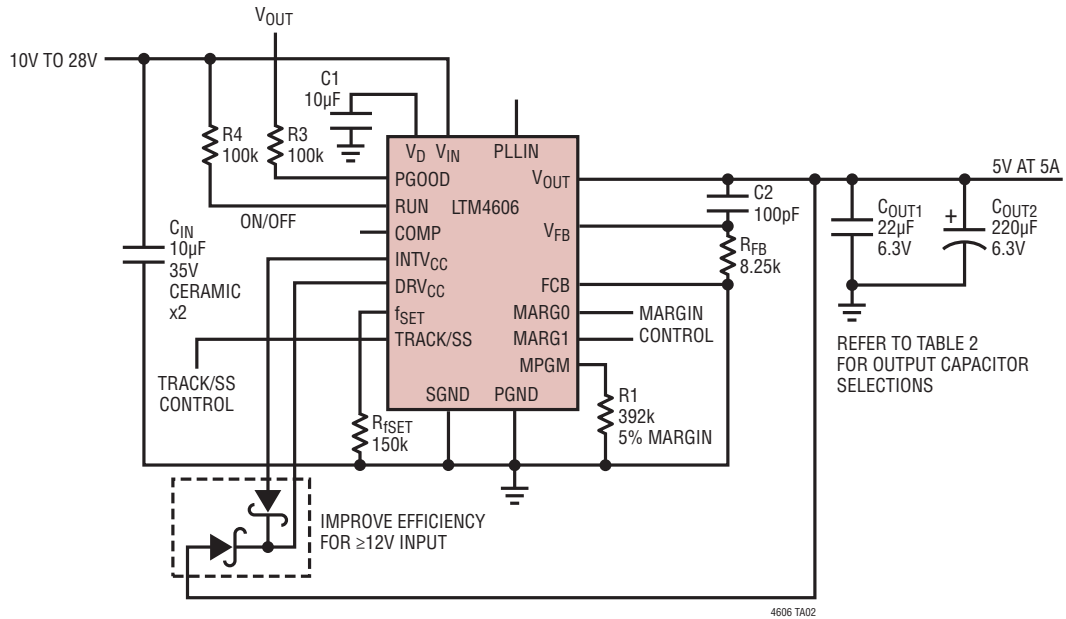 VOUT
10V TO 28V
C1
10µF
R4
100k
R3
100k
VD
VIN
PLLIN
PGOOD
VOUT
5V AT 5A
RUN
LTM4606
ON/OFF
C2
100pF
COMP
VFB
CIN
10µF
35V
CERAMIC
x2
INTVCC
RFB
8.25k
COUT1
22µF
6.3V
+
COUT2
220µF
6.3V
DRVCC
FCB
fSET
MARG0
MARGIN
CONTROL
TRACK/SS
MARG1
MPGM
REFER TO TABLE 2
FOR OUTPUT CAPACITOR
SELECTIONS
TRACK/SS
CONTROL
SGND
PGND
RfSET
150k
R1
392k
5% MARGIN
IMPROVE EFFICIENCY
FOR ≥12V INPUT
4606 TA02